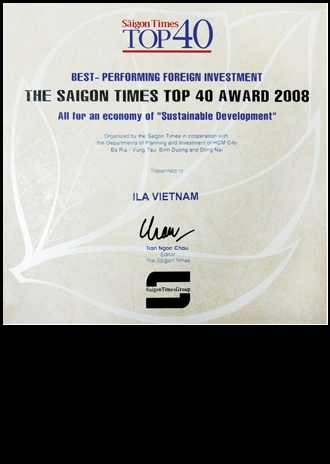 the
Saigon Times
TOP40
BEST- PERFORMING FOREIGN INVESTMENT
THE SAIGON TIMES TOP 40 AWARD 2008
All for an economy of "Sustainable Development"
Organized by the Saigon Times in cooperation with
the Departments of Planning and Investment of HCM City,
Ba Ria - Vung Tau, Binh Duong and Dong Nai.
Presented to
ILA VIETNAM
Tran Ngoc Chau
Editor
The Saigon Times
SaigonTimesGroup